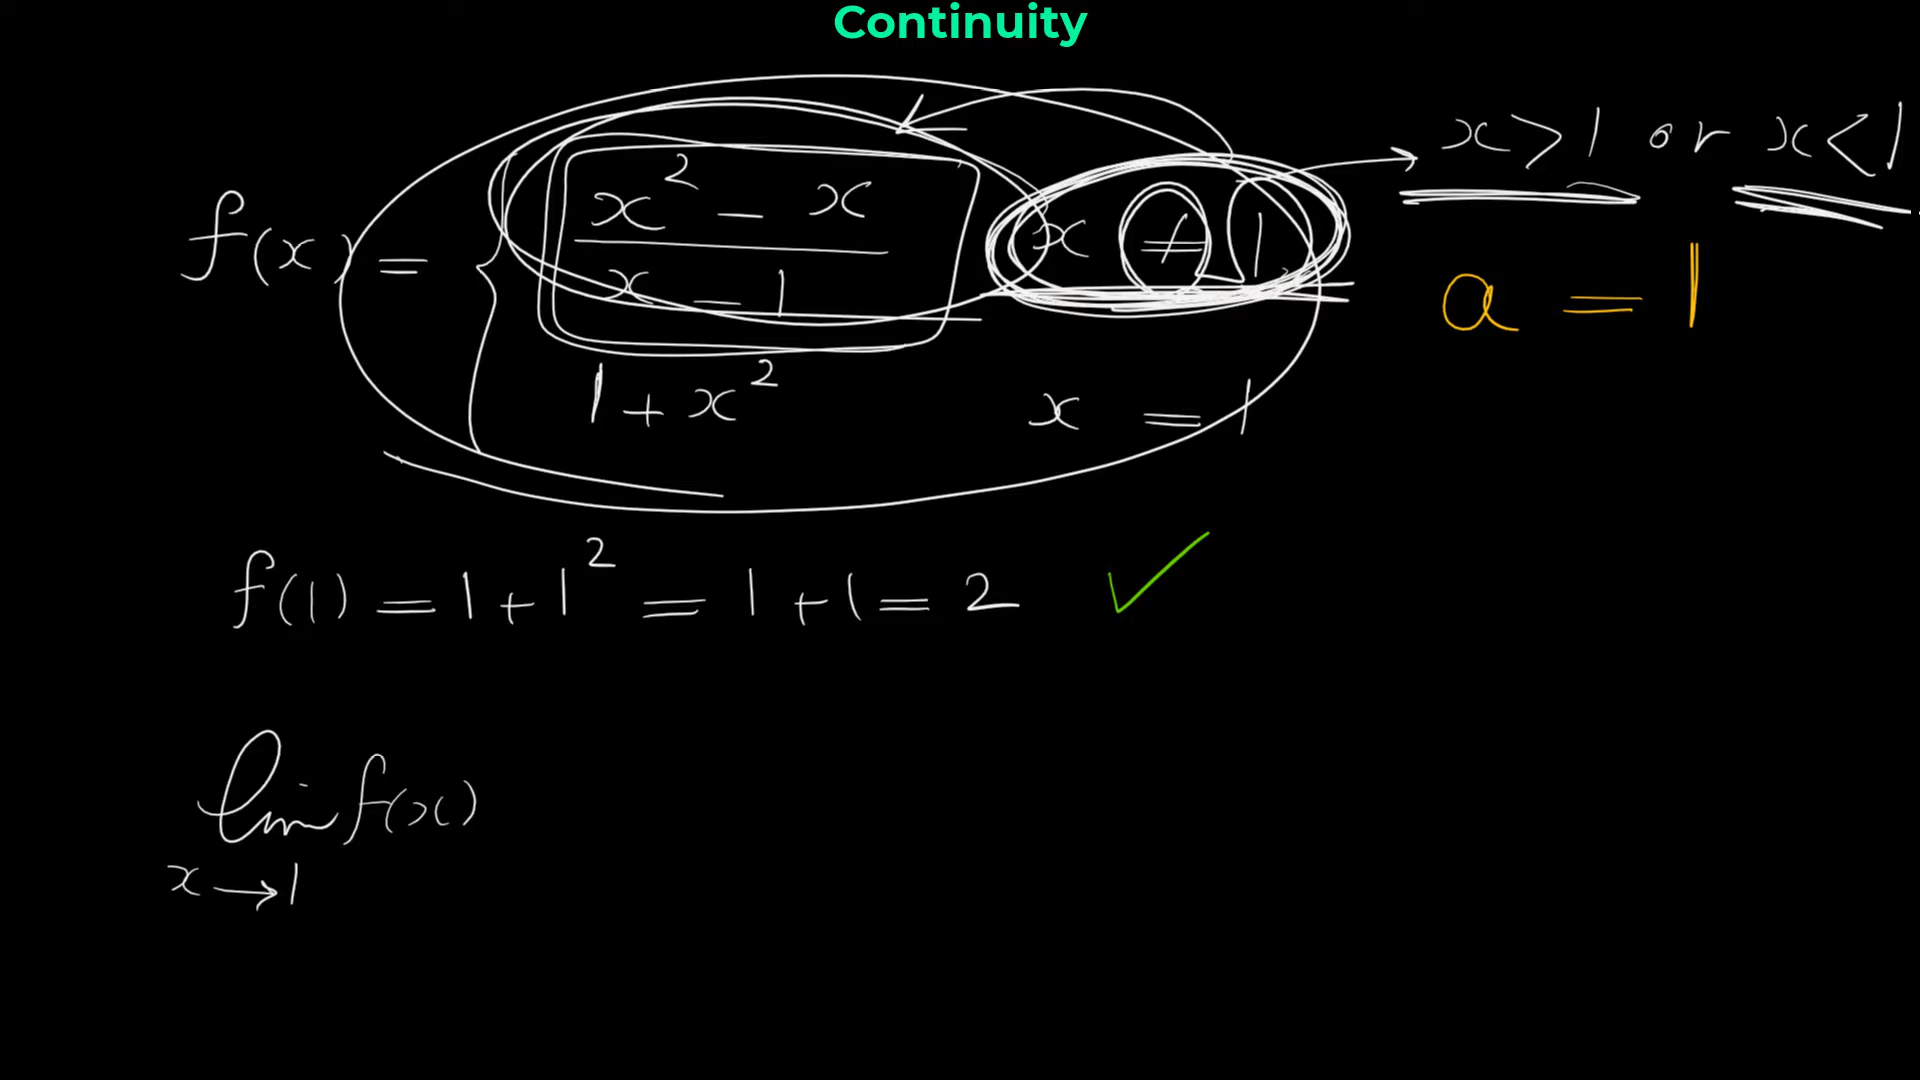 Continuity
f(x) = { (x² - x)/(x - 1)  x ≠ 1  → x > 1 or x < 1
1 + x²  x = 1
a = 1
f(1) = 1 + 1² = 1 + 1 = 2 ✓
lim f(x)
x → 1